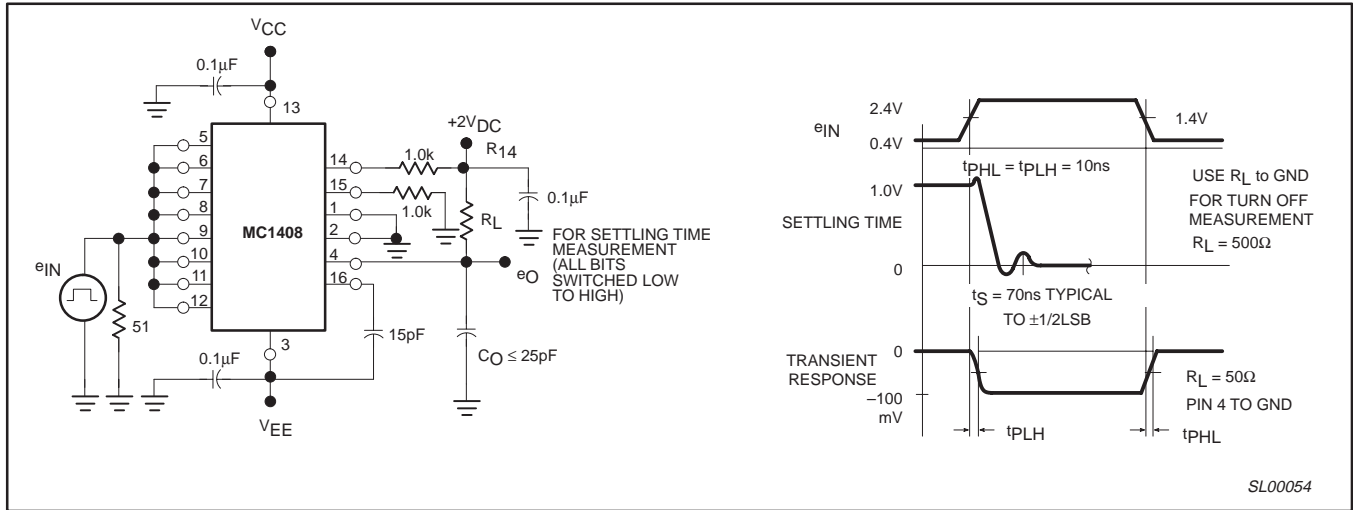 VCC
0.1µF
13
5
6
7
8
9
10
11
12
MC1408
14
15
1
2
4
16
3
1.0k
1.0k
+2VDC
R14
0.1µF
RL
FOR SETTLING TIME
MEASUREMENT
(ALL BITS
SWITCHED LOW
TO HIGH)
eO
eIN
51
0.1µF
15pF
CO ≤ 25pF
VEE
eIN
2.4V
0.4V
1.4V
tPHL = tPLH = 10ns
1.0V
SETTLING TIME
0
USE RL to GND
FOR TURN OFF
MEASUREMENT
RL = 500Ω
tS = 70ns TYPICAL
TO ±1/2LSB
TRANSIENT
RESPONSE
0
–100
mV
RL = 50Ω
PIN 4 TO GND
tPLH
tPHL
SL00054